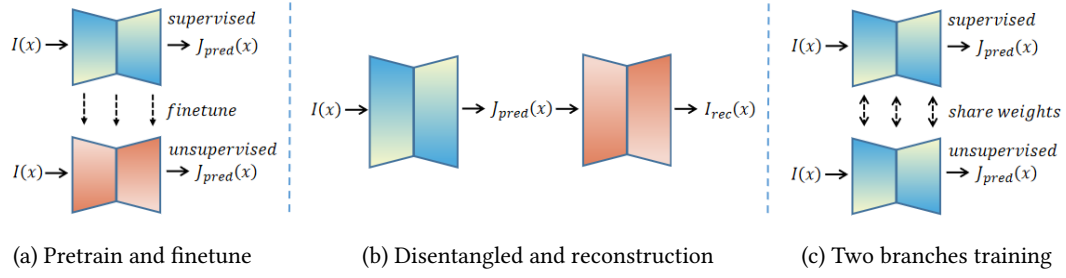 supervised
I(x)
J_pred(x)
finetune
unsupervised
I(x)
J_pred(x)
(a) Pretrain and finetune
I(x)
J_pred(x)
I_rec(x)
(b) Disentangled and reconstruction
supervised
I(x)
J_pred(x)
share weights
unsupervised
I(x)
J_pred(x)
(c) Two branches training